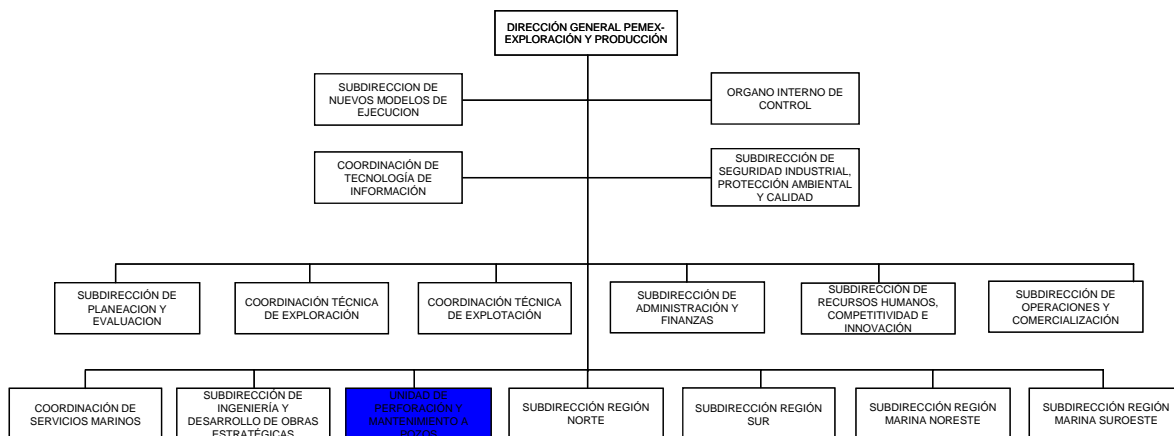 DIRECCIÓN GENERAL PEMEX-
EXPLORACIÓN Y PRODUCCIÓN
SUBDIRECCION DE
NUEVOS MODELOS DE
EJECUCION
ORGANO INTERNO DE
CONTROL
COORDINACIÓN DE
TECNOLOGÍA DE
INFORMACIÓN
SUBDIRECCIÓN DE
SEGURIDAD INDUSTRIAL,
PROTECCIÓN AMBIENTAL
Y CALIDAD
SUBDIRECCIÓN DE
PLANEACION Y
EVALUACION
COORDINACIÓN TÉCNICA
DE EXPLORACIÓN
COORDINACIÓN TÉCNICA
DE EXPLOTACIÓN
SUBDIRECCIÓN DE
ADMINISTRACIÓN Y
FINANZAS
SUBDIRECCIÓN DE
RECURSOS HUMANOS,
COMPETITIVIDAD E
INNOVACIÓN
SUBDIRECCIÓN DE
OPERACIONES Y
COMERCIALIZACIÓN
COORDINACIÓN DE
SERVICIOS MARINOS
SUBDIRECCIÓN DE
INGENIERÍA Y
DESARROLLO DE OBRAS
ESTRATÉGICAS
UNIDAD DE
PERFORACIÓN Y
MANTENIMIENTO A
POZOS
SUBDIRECCIÓN REGIÓN
NORTE
SUBDIRECCIÓN REGIÓN
SUR
SUBDIRECCIÓN REGIÓN
MARINA NORESTE
SUBDIRECCIÓN REGIÓN
MARINA SUROESTE